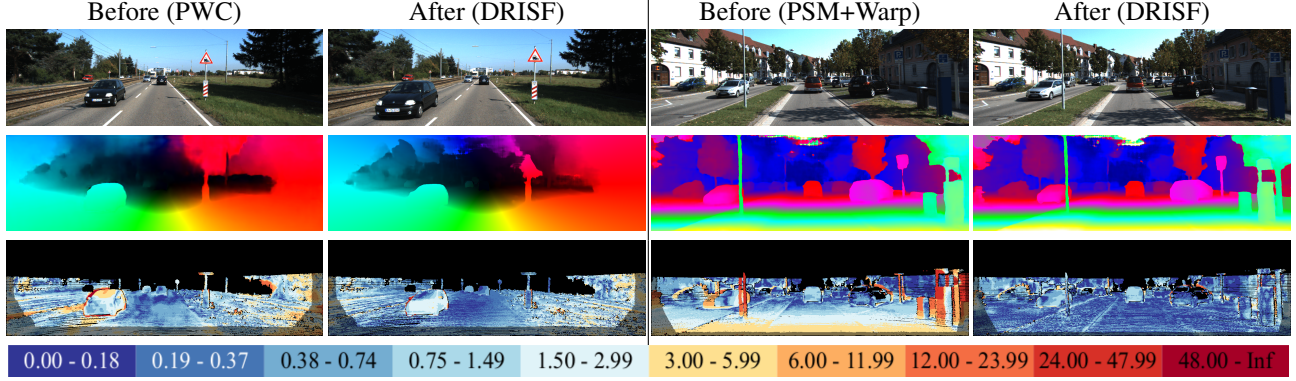 Before (PWC) After (DRISF) Before (PSM+Warp) After (DRISF)
0.00 - 0.18 0.19 - 0.37 0.38 - 0.74 0.75 - 1.49 1.50 - 2.99 3.00 - 5.99 6.00 - 11.99 12.00 - 23.99 24.00 - 47.99 48.00 - Inf